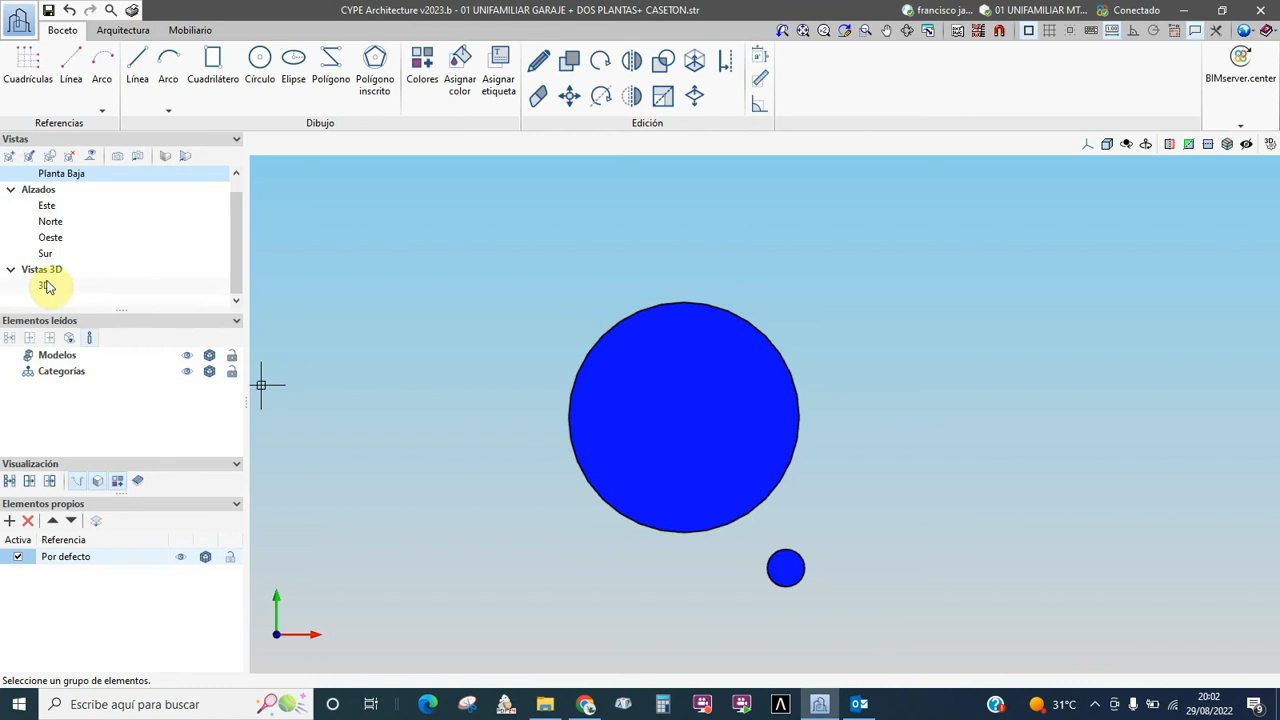 CYPE Architecture v2023.b - 01 UNIFAMILIAR GARAJE + DOS PLANTAS+ CASETON.str
francisco ja...
01 UNIFAMILIAR MT...
Conectado
Boceto
Arquitectura
Mobiliario
Cuadrículas
Línea
Arco
Línea
Arco
Cuadrilátero
Círculo
Elipse
Polígono
Polígono
inscrito
Colores
Asignar
color
Asignar
etiqueta
BIMserver.center
Referencias
Dibujo
Edición
Vistas
Planta Baja
Alzados
Este
Norte
Oeste
Sur
Vistas 3D
Elementos leídos
Modelos
Categorías
Visualización
Elementos propios
Activa
Referencia
Por defecto
Seleccione un grupo de elementos.
Escribe aquí para buscar
31°C
20:02
29/08/2022